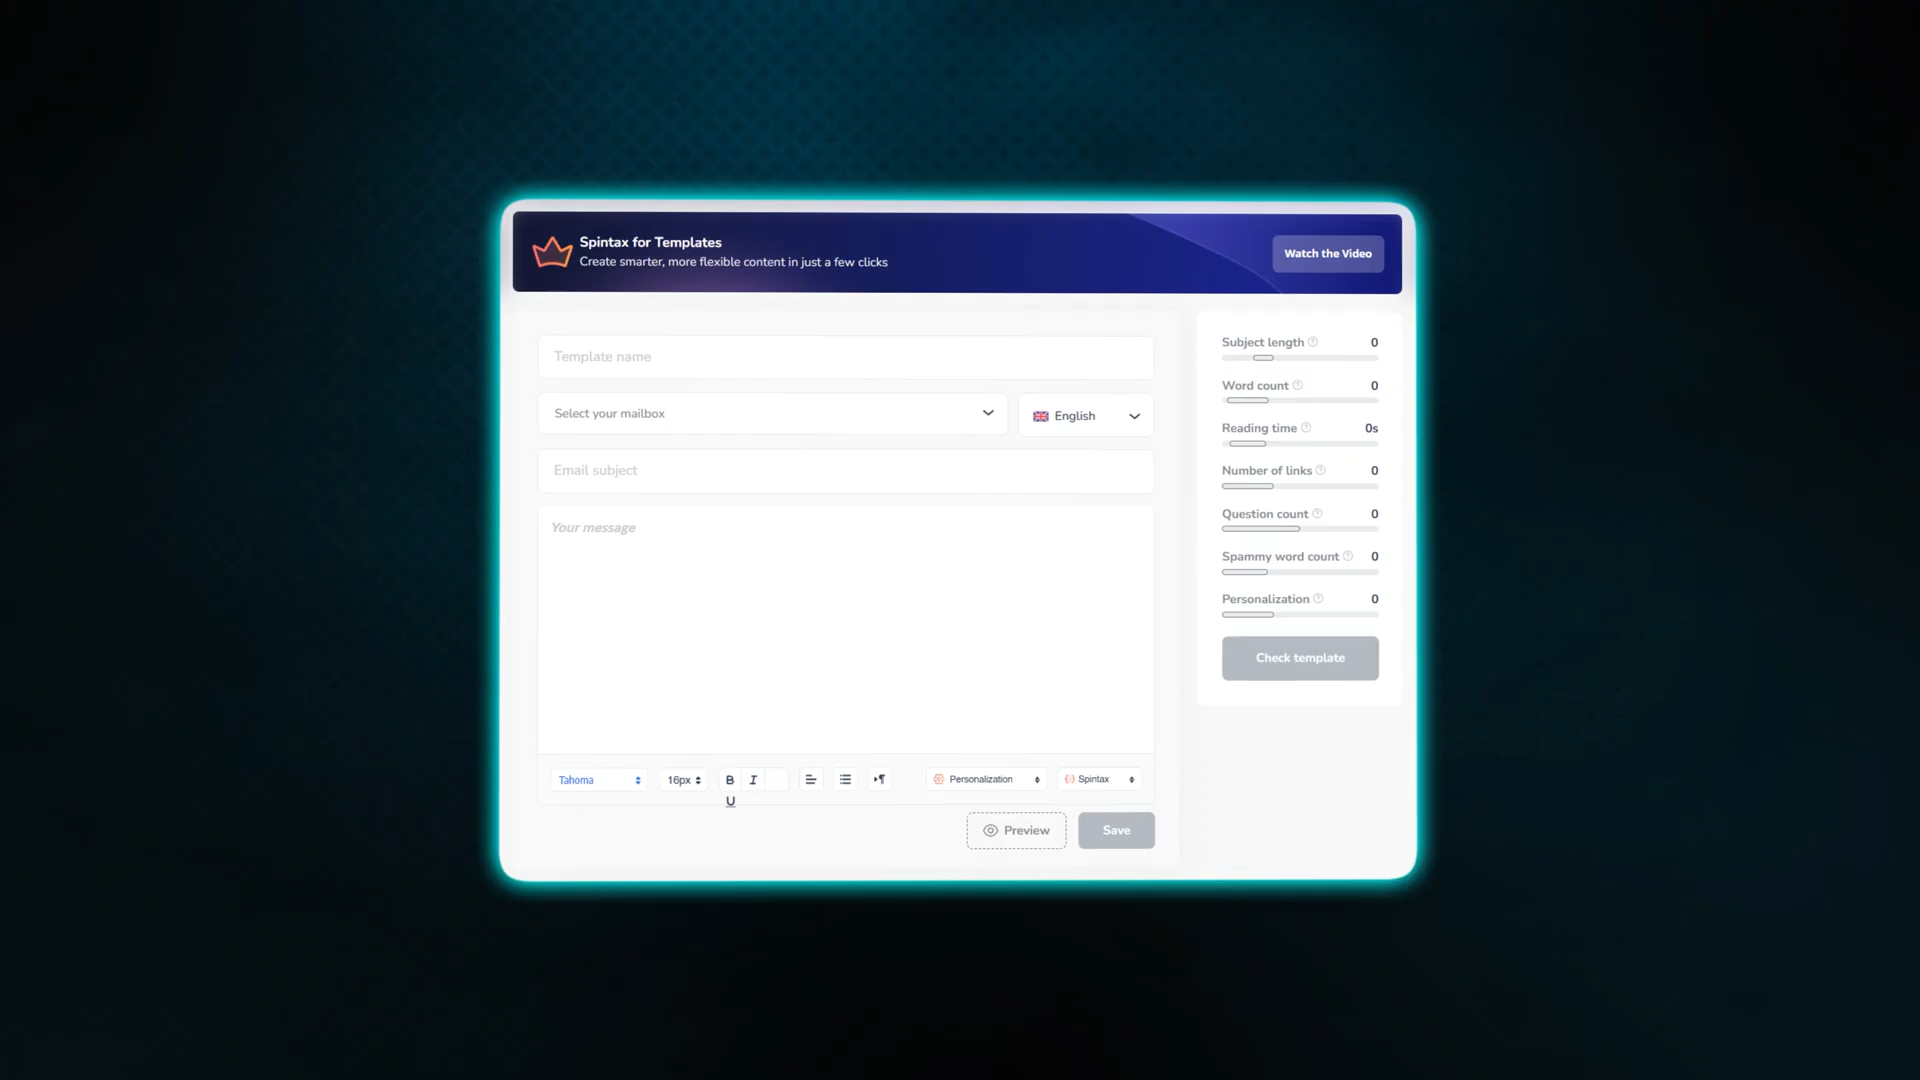 Spintax for Templates
Create smarter, more flexible content in just a few clicks
Watch the Video
Template name
Select your mailbox
English
Email subject
Your message
Tahoma
16px
B I
U
Personalization
Spintax
Preview
Save
Subject length 0
Word count 0
Reading time 0s
Number of links 0
Question count 0
Spammy word count 0
Personalization 0
Check template